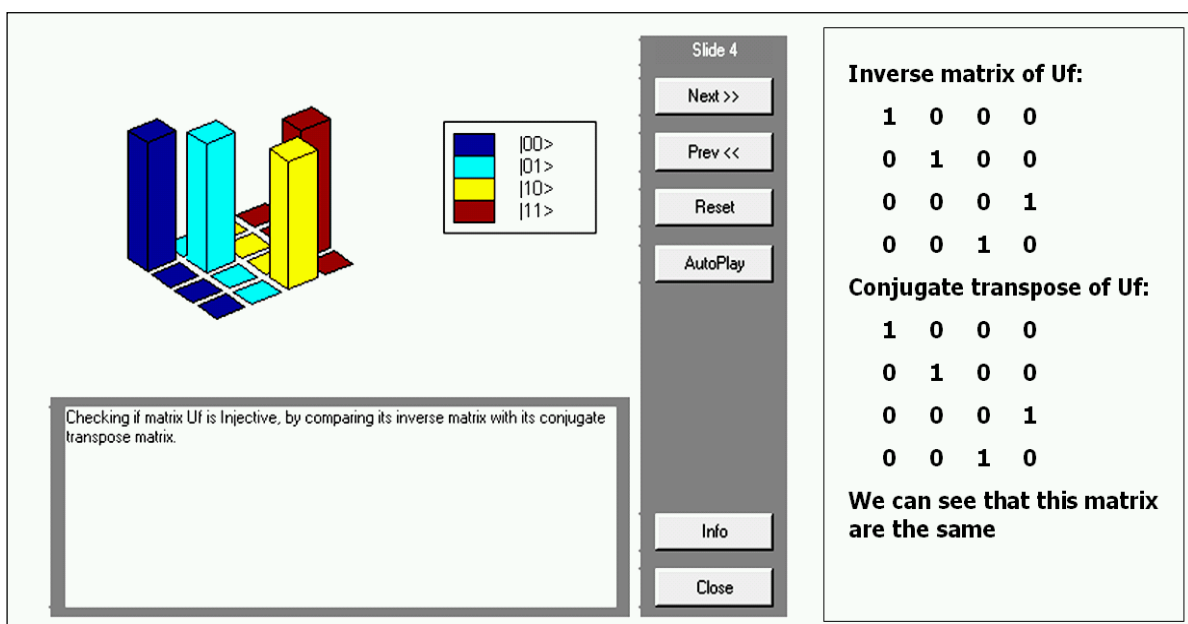 |00>
|01>
|10>
|11>
Checking if matrix Uf is Injective, by comparing its inverse matrix with its conjugate
transpose matrix.
Slide 4
Next >>
Prev <<
Reset
AutoPlay
Info
Close
Inverse matrix of Uf:
1 0 0 0
0 1 0 0
0 0 0 1
0 0 1 0
Conjugate transpose of Uf:
1 0 0 0
0 1 0 0
0 0 0 1
0 0 1 0
We can see that this matrix
are the same